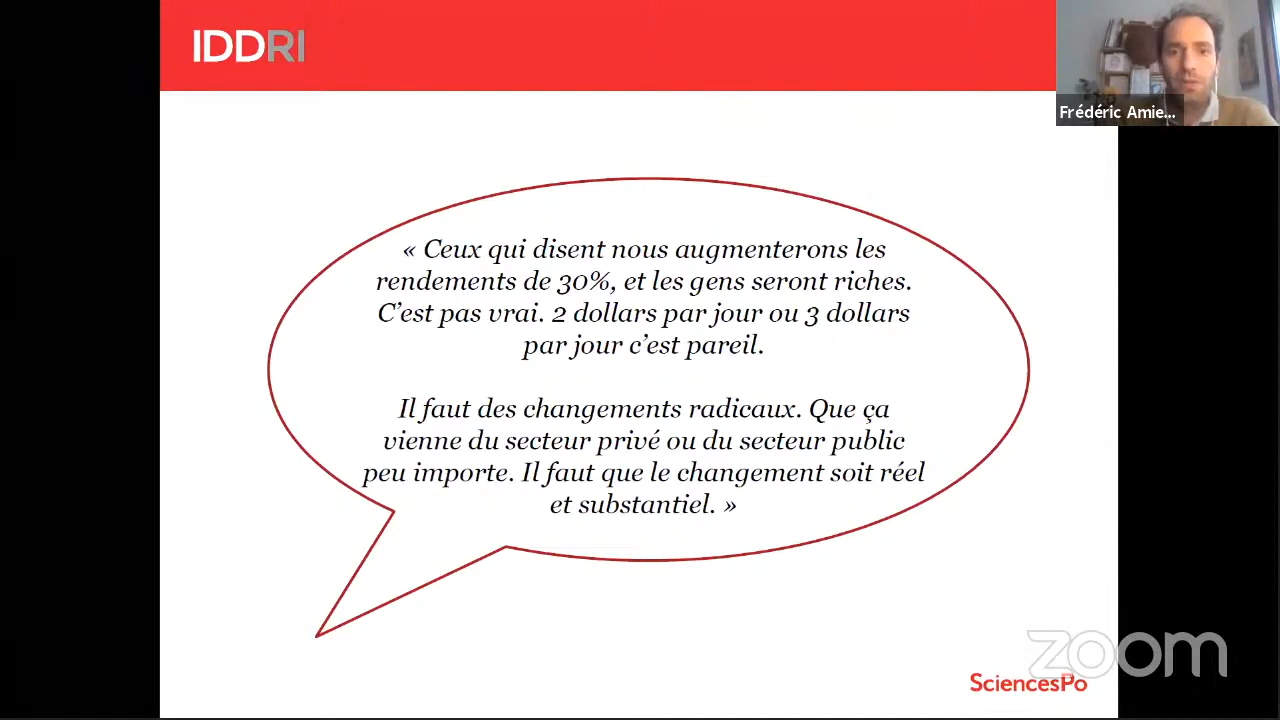 IDDRI
Frédéric Amie...
« Ceux qui disent nous augmenterons les
rendements de 30%, et les gens seront riches.
C'est pas vrai. 2 dollars par jour ou 3 dollars
par jour c'est pareil.
Il faut des changements radicaux. Que ça
vienne du secteur privé ou du secteur public
peu importe. Il faut que le changement soit réel
et substantiel. »
zoom
SciencesPo